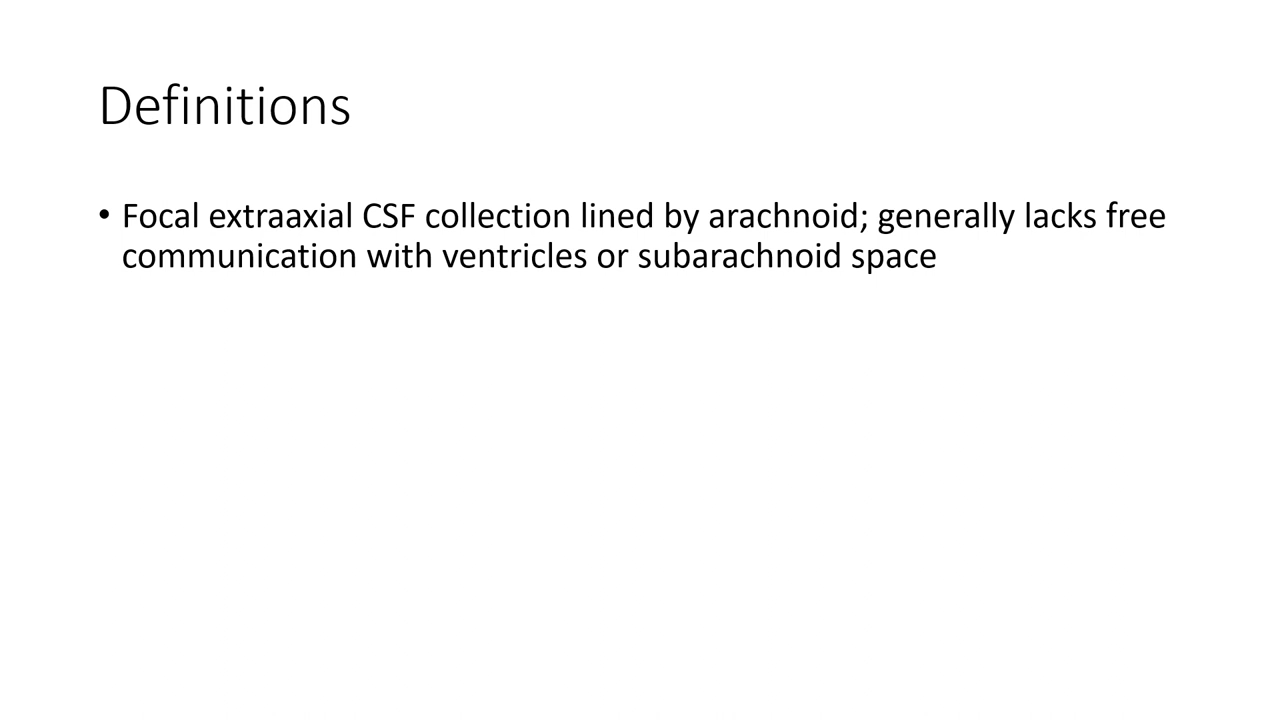 Definitions
• Focal extraaxial CSF collection lined by arachnoid; generally lacks free
communication with ventricles or subarachnoid space